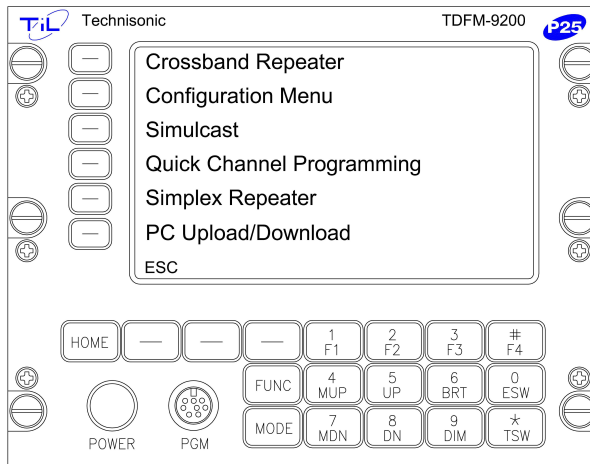 TiL Technisonic TDFM-9200 P25
Crossband Repeater
Configuration Menu
Simulcast
Quick Channel Programming
Simplex Repeater
PC Upload/Download
ESC
HOME 1 2 3 #
F1 F2 F3 F4
FUNC 4 5 6 0
MUP UP BRT ESW
MODE 7 8 9 *
MDN DN DIM TSW
POWER PGM